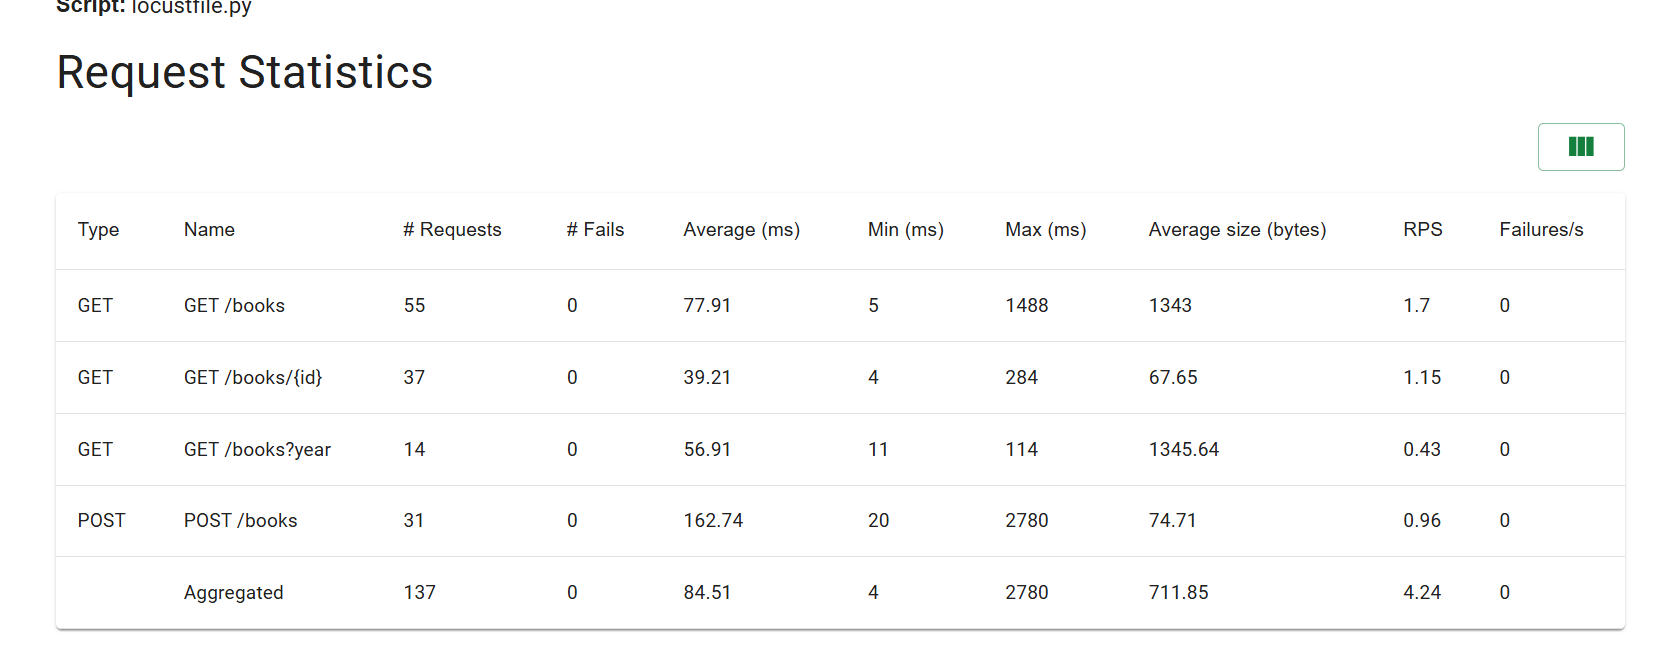 Script: locustfile.py
Request Statistics
Type Name # Requests # Fails Average (ms) Min (ms) Max (ms) Average size (bytes) RPS Failures/s
GET GET /books 55 0 77.91 5 1488 1343 1.7 0
GET GET /books/{id} 37 0 39.21 4 284 67.65 1.15 0
GET GET /books?year 14 0 56.91 11 114 1345.64 0.43 0
POST POST /books 31 0 162.74 20 2780 74.71 0.96 0
Aggregated 137 0 84.51 4 2780 711.85 4.24 0